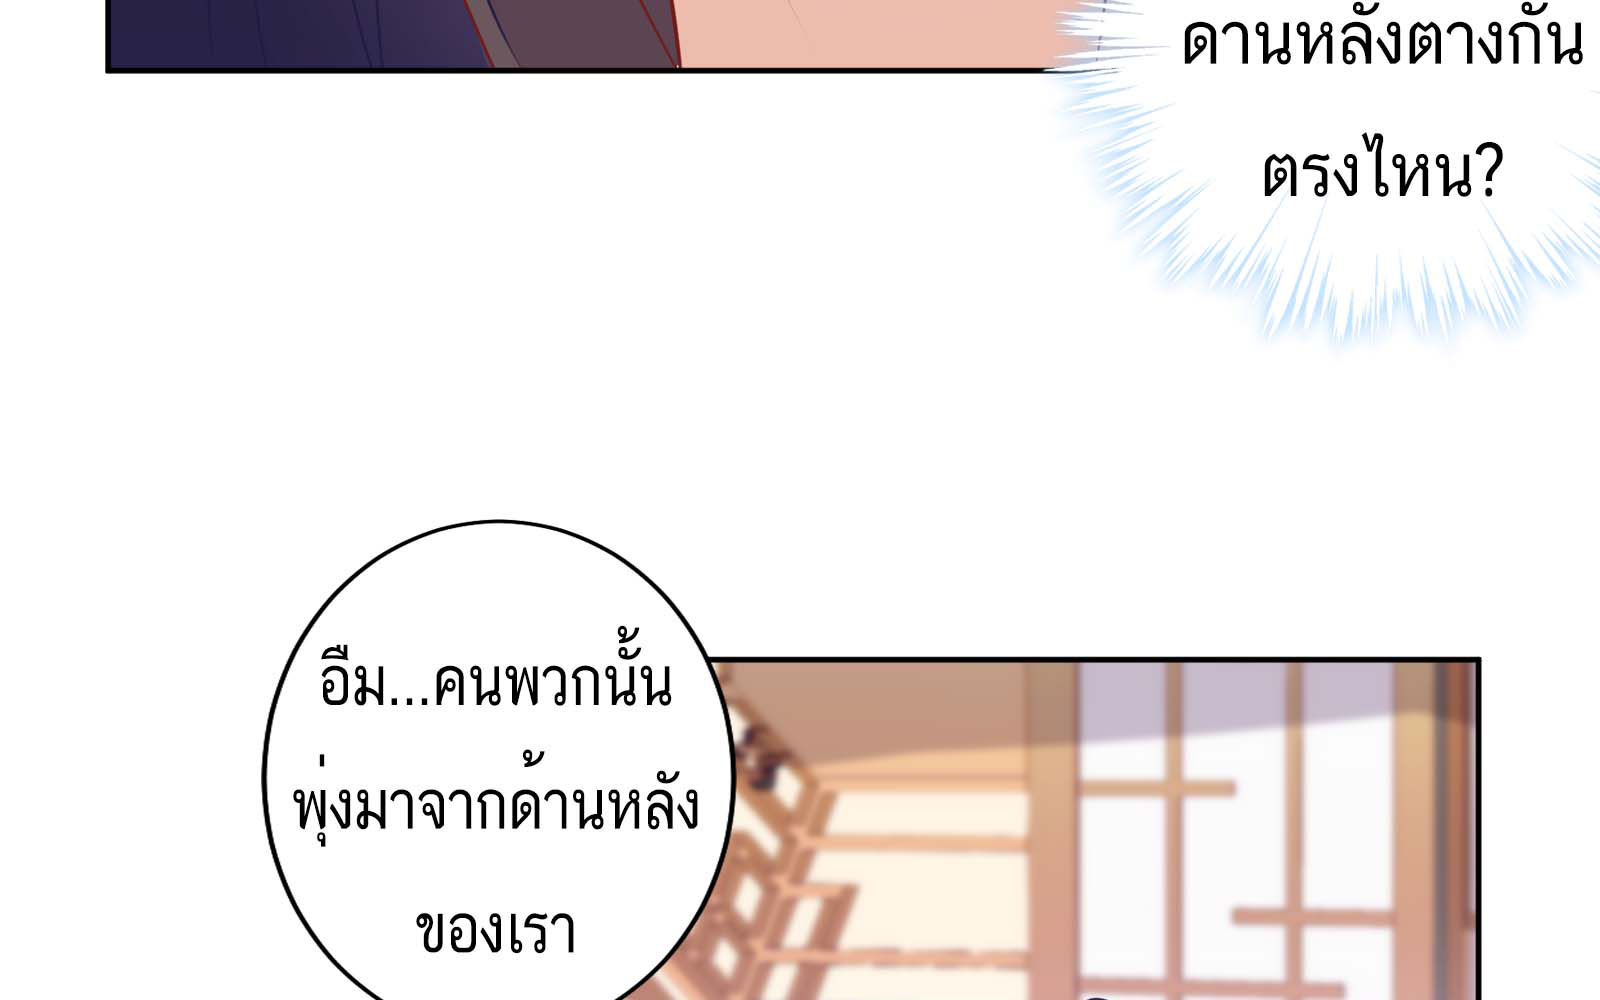 ดานหลังตางกัน
ตรงไหน?
อืม...คนพวกนั้น
พุ่งมาจากด้านหลัง
ของเรา